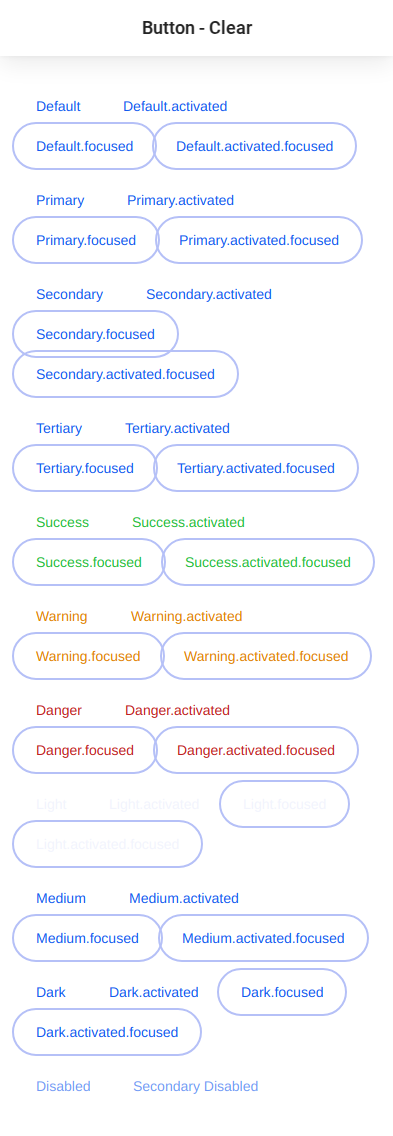 Button - Clear
Default Default.activated
Default.focused Default.activated.focused
Primary Primary.activated
Primary.focused Primary.activated.focused
Secondary Secondary.activated
Secondary.focused
Secondary.activated.focused
Tertiary Tertiary.activated
Tertiary.focused Tertiary.activated.focused
Success Success.activated
Success.focused Success.activated.focused
Warning Warning.activated
Warning.focused Warning.activated.focused
Danger Danger.activated
Danger.focused Danger.activated.focused
Light Light.activated Light.focused
Light.activated.focused
Medium Medium.activated
Medium.focused Medium.activated.focused
Dark Dark.activated Dark.focused
Dark.activated.focused
Disabled Secondary Disabled